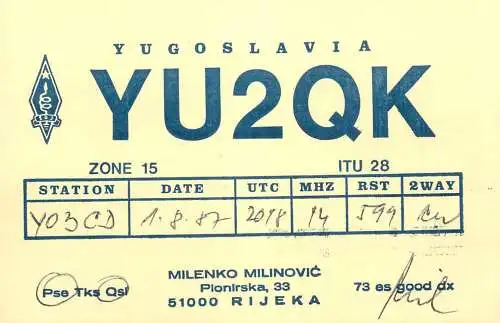 YUGOSLAVIA
YU2QK
ZONE 15 ITU 28
STATION DATE UTC MHZ RST 2WAY
YO3CD 1.8.87 2018 14 599 cw
MILENKO MILINOVIĆ
Pionirska, 33
51000 RIJEKA
Pse Tks Qsl
73 es good dx